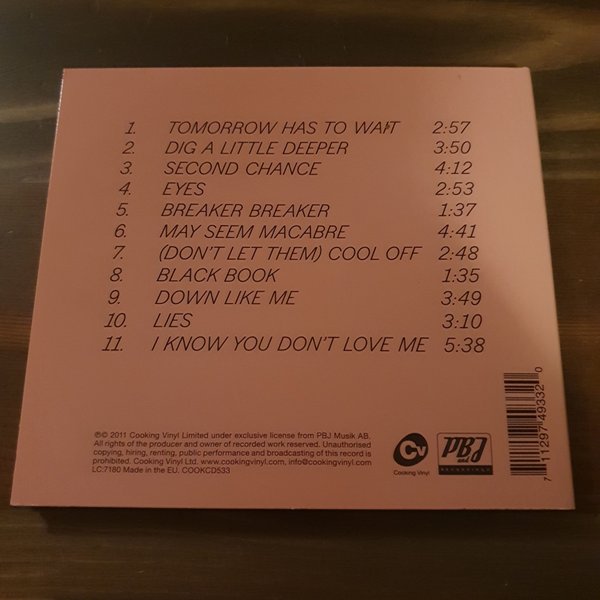 1. TOMORROW HAS TO WAIT 2:57
2. DIG A LITTLE DEEPER 3:50
3. SECOND CHANCE 4:12
4. EYES 2:53
5. BREAKER BREAKER 1:37
6. MAY SEEM MACABRE 4:41
7. (DON'T LET THEM) COOL OFF 2:48
8. BLACK BOOK 1:35
9. DOWN LIKE ME 3:49
10. LIES 3:10
11. I KNOW YOU DON'T LOVE ME 5:38
℗© 2011 Cooking Vinyl Limited under exclusive license from PBJ Musik AB.
All rights of the producer and owner of recorded work reserved. Unauthorised
copying, hiring, renting, public performance and broadcasting of this record is
prohibited. Cooking Vinyl Ltd. www.cookingvinyl.com, info@cookingvinyl.com
LC:7180 Made in the EU. COOKCD533
CV
Cooking Vinyl
PBJ
and
RECORDINGS
7 11297 49332 0